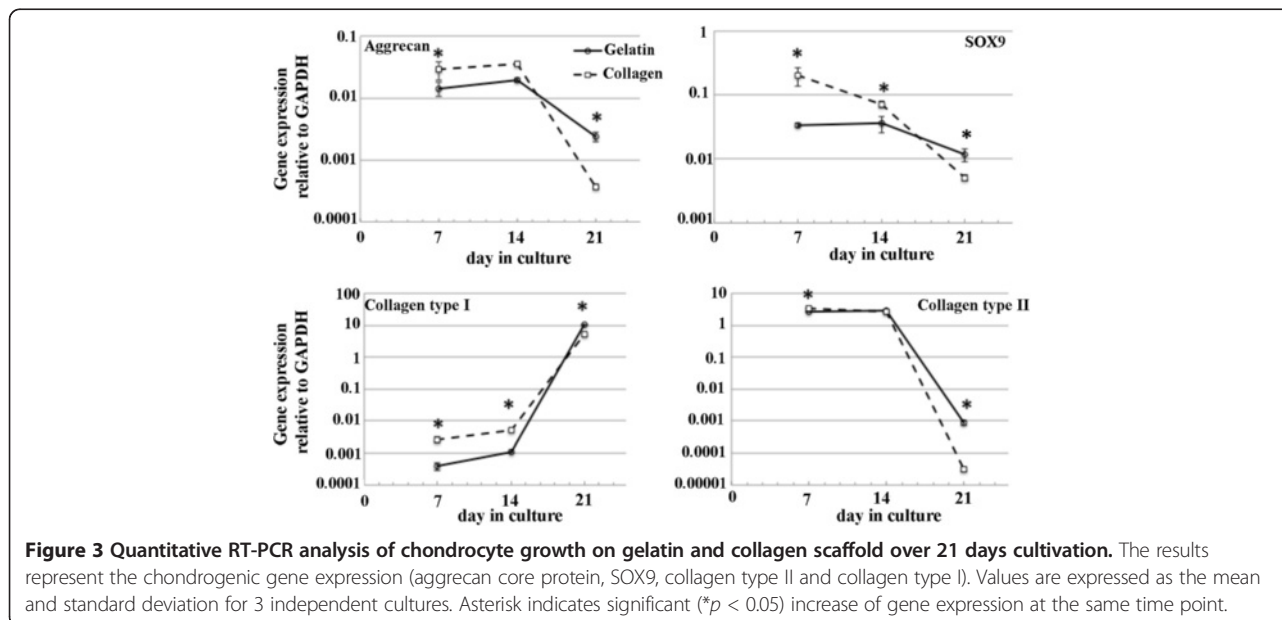 Aggrecan
Gelatin
Collagen
*
*
0.1
0.01
0.001
0.0001
0
7
14
21
day in culture
Gene expression
relative to GAPDH
SOX9
*
*
*
1
0.1
0.01
0.001
0
7
14
21
day in culture
Collagen type I
*
*
*
100
10
1
0.1
0.01
0.001
0.0001
0
7
14
21
day in culture
Gene expression
relative to GAPDH
Collagen type II
*
*
10
1
0.1
0.01
0.001
0.0001
0.00001
0
7
14
21
day in culture
Figure 3 Quantitative RT-PCR analysis of chondrocyte growth on gelatin and collagen scaffold over 21 days cultivation. The results
represent the chondrogenic gene expression (aggrecan core protein, SOX9, collagen type II and collagen type I). Values are expressed as the mean
and standard deviation for 3 independent cultures. Asterisk indicates significant (*p < 0.05) increase of gene expression at the same time point.